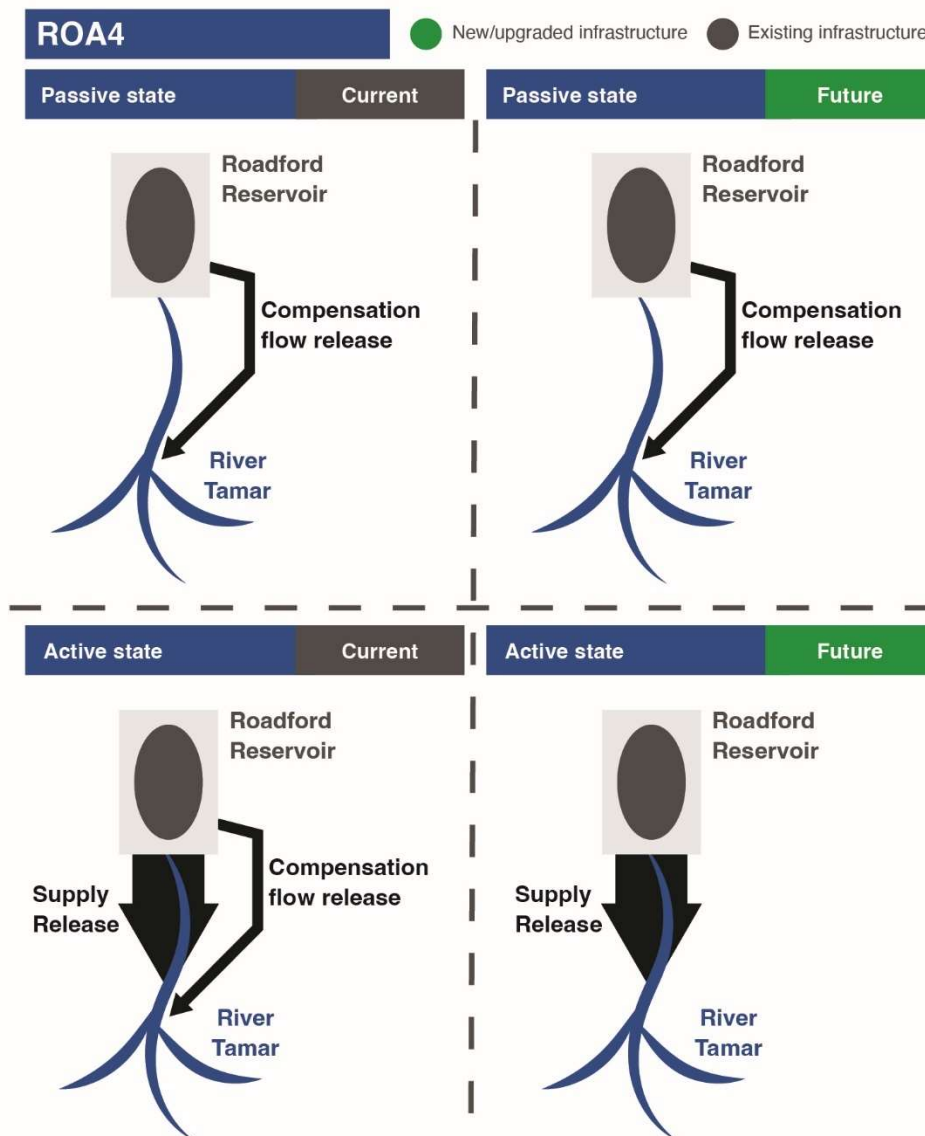 ROA4
New/upgraded infrastructure
Existing infrastructure
Passive state
Current
Passive state
Future
Roadford
Reservoir
Compensation
flow release
River
Tamar
Roadford
Reservoir
Compensation
flow release
River
Tamar
Active state
Current
Active state
Future
Roadford
Reservoir
Supply
Release
Compensation
flow release
River
Tamar
Roadford
Reservoir
Supply
Release
River
Tamar